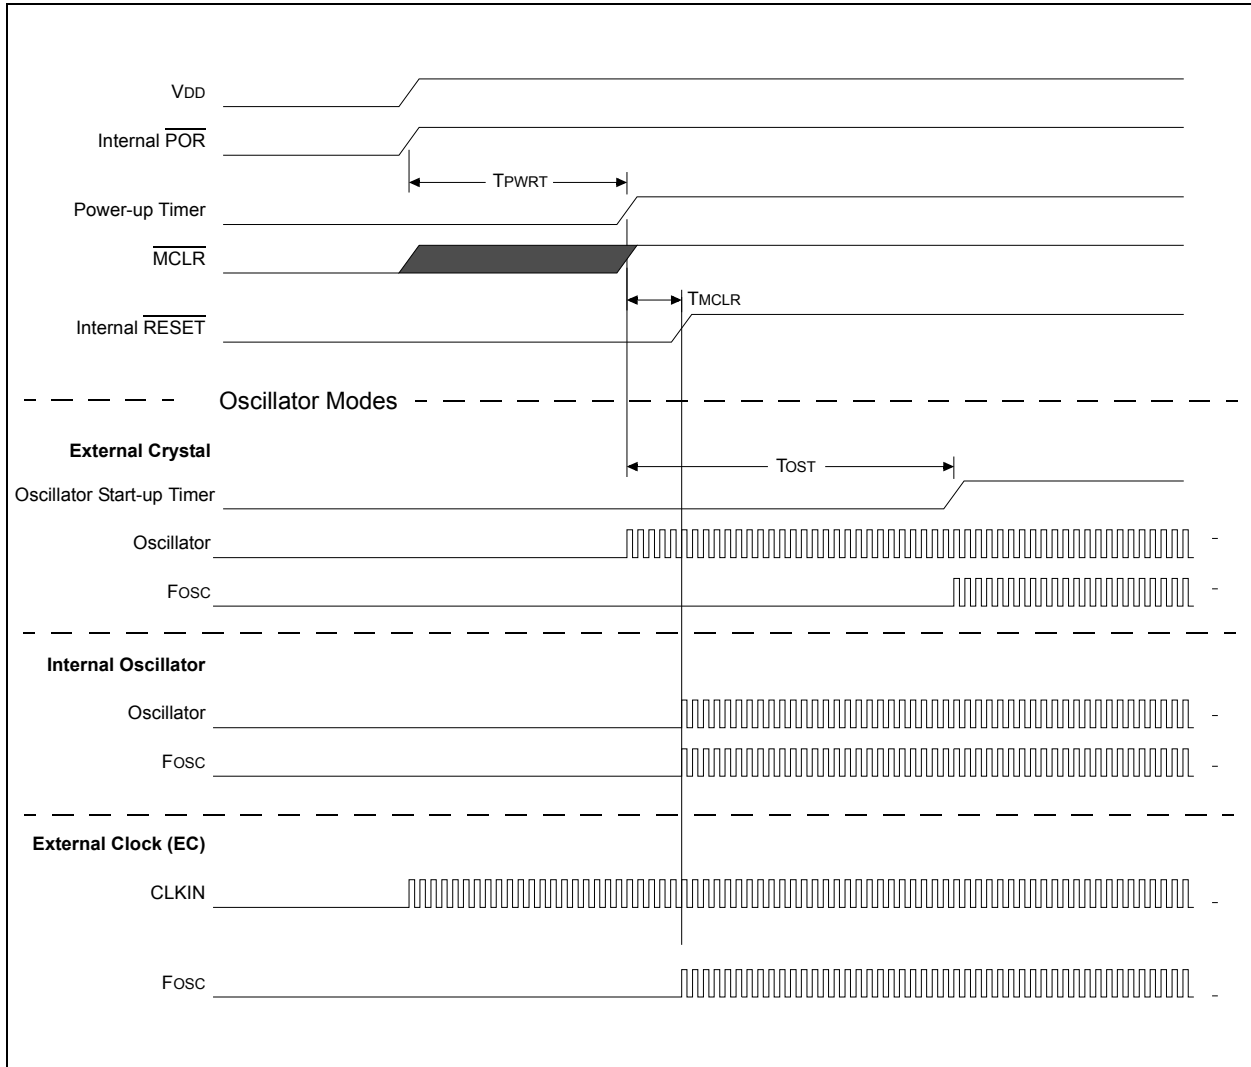 VDD
Internal POR
TPWRT
Power-up Timer
MCLR
TMCLR
Internal RESET
Oscillator Modes
External Crystal
TOST
Oscillator Start-up Timer
Oscillator
FOSC
Internal Oscillator
Oscillator
FOSC
External Clock (EC)
CLKIN
FOSC